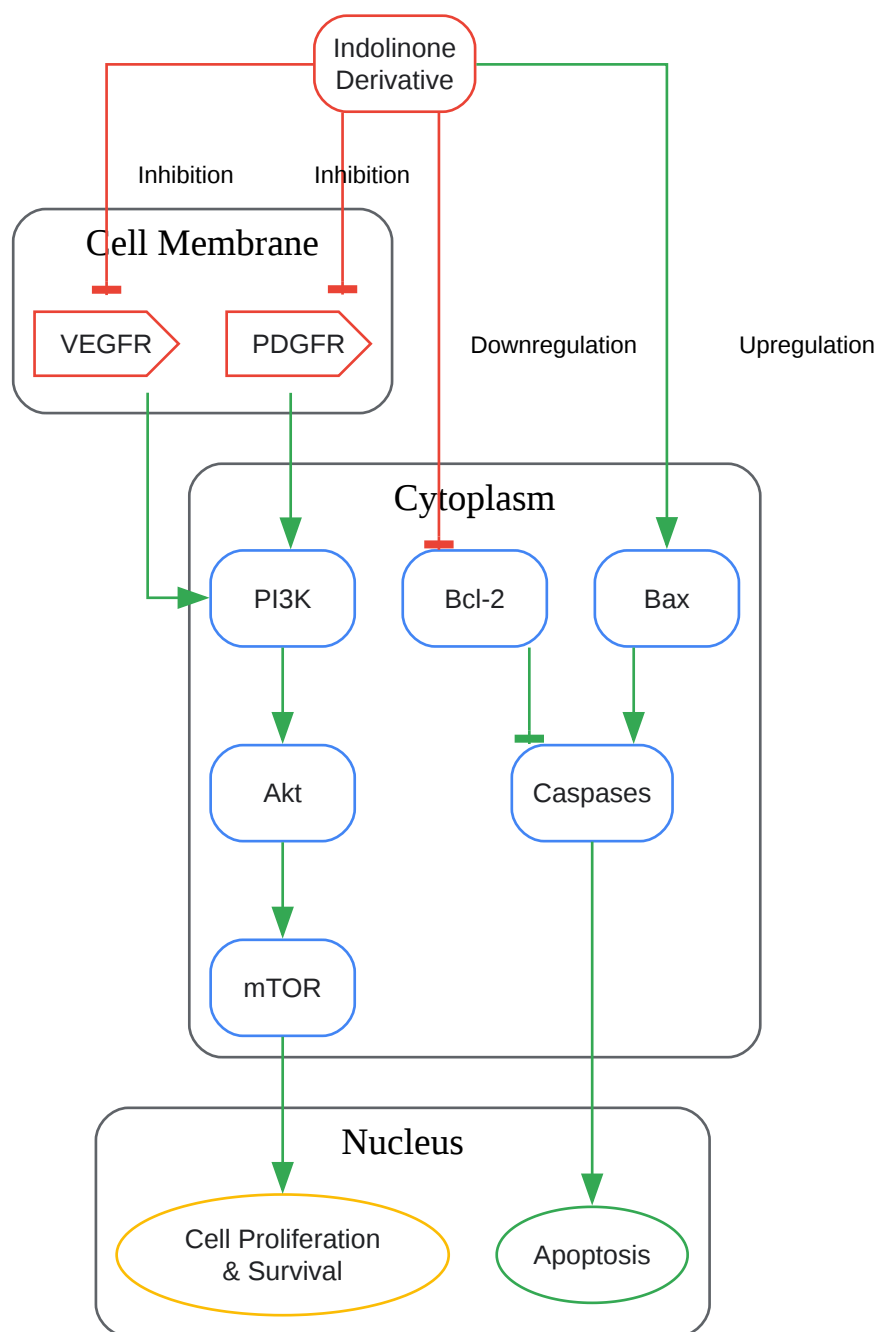 Indolinone
Derivative
Inhibition
Inhibition
Cell Membrane
VEGFR
PDGFR
Downregulation
Upregulation
Cytoplasm
PI3K
Bcl-2
Bax
Akt
Caspases
mTOR
Nucleus
Cell Proliferation
& Survival
Apoptosis